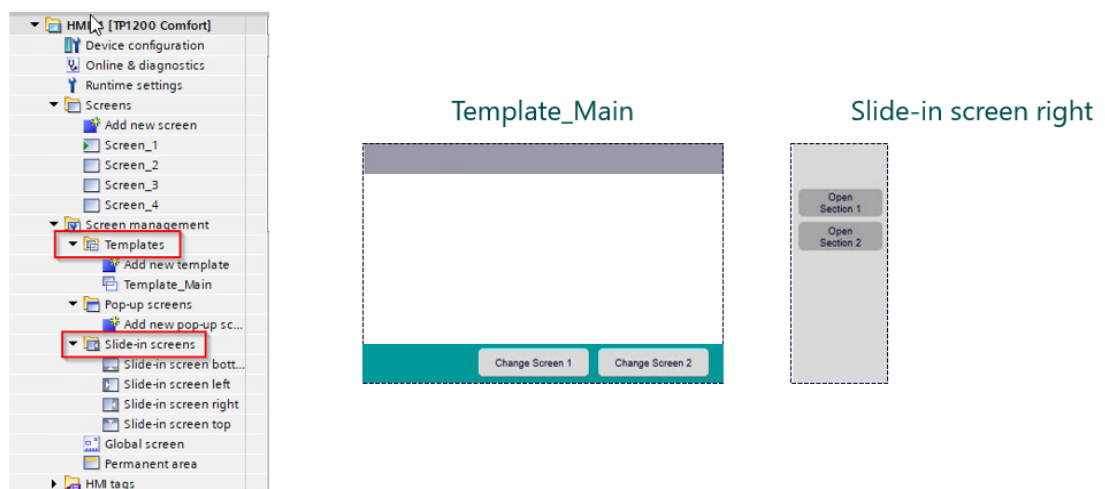 HMI_1 [TP1200 Comfort]
Device configuration
Online & diagnostics
Runtime settings
Screens
Add new screen
Screen_1
Screen_2
Screen_3
Screen_4
Screen management
Templates
Add new template
Template_Main
Pop-up screens
Add new pop-up sc...
Slide-in screens
Slide-in screen bott...
Slide-in screen left
Slide-in screen right
Slide-in screen top
Global screen
Permanent area
HMI tags
Template_Main
Change Screen 1
Change Screen 2
Slide-in screen right
Open
Section 1
Open
Section 2